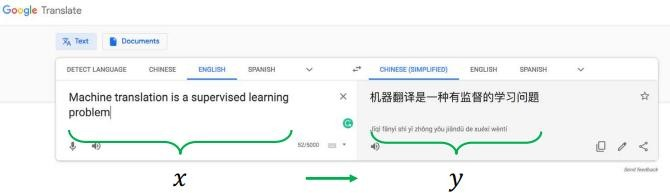 Google Translate
Text Documents
DETECT LANGUAGE CHINESE ENGLISH SPANISH CHINESE (SIMPLIFIED) ENGLISH SPANISH
Machine translation is a supervised learning
problem
机器翻译是一种有监督的学习问题
Jīqì fānyì shì yī zhǒng yǒu jiāndū de xuéxí wèntí
52/5000
Send feedback
x y